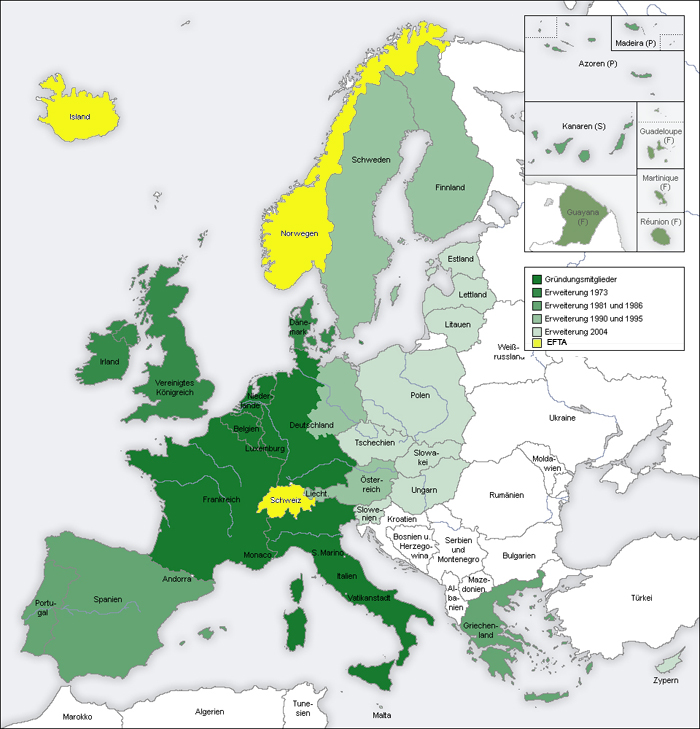 Madeira (P)
Azoren (P)
Kanaren (S)
Guadeloupe
(F)
Martinique
(F)
Guayana
(F)
Réunion (F)
Gründungsmitglieder
Erweiterung 1973
Erweiterung 1981 und 1986
Erweiterung 1990 und 1995
Erweiterung 2004
EFTA
Island
Schweden
Finnland
Norwegen
Estland
Lettland
Litauen
Weiß-
russland
Däne-
mark
Irland
Vereinigtes
Königreich
Nieder-
lande
Belgien
Deutschland
Luxemburg
Polen
Tschechien
Slowa-
kei
Ukraine
Moldawien
Frankreich
Schweiz
Liecht.
Öster-
reich
Ungarn
Rumänien
Slowe-
nien
Kroatien
Bosnien u
Herzego-
wina
Serbien
und
Montenegro
Bulgarien
Monaco
S. Maring
Italien
Vatikanstadt
Al-
ba-
nien
Maze-
donien
Andorra
Portu-
gal
Spanien
Griechen-
land
Türkei
Zypern
Marokko
Algerien
Tune-
sien
Malta